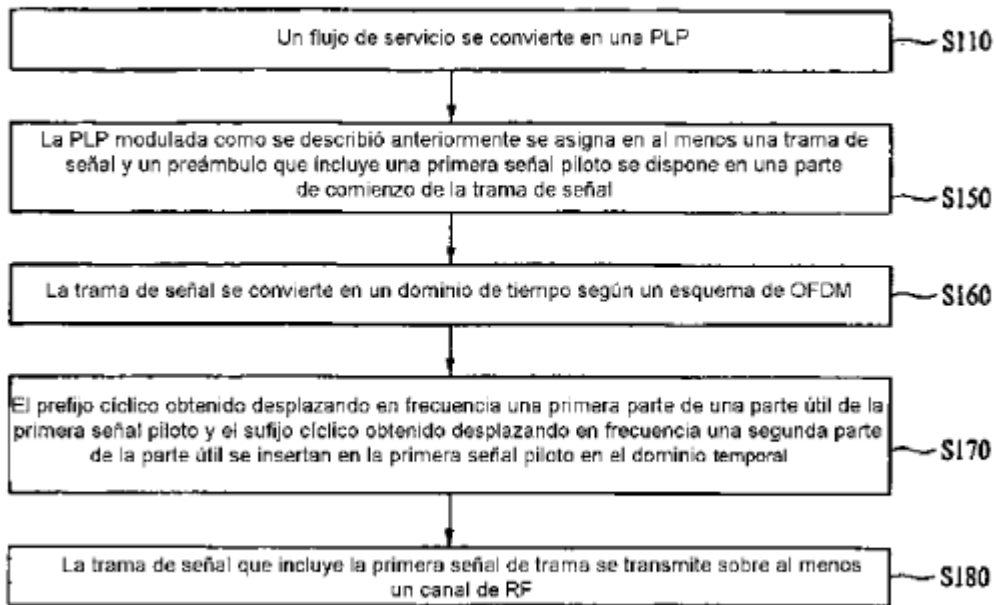 Un flujo de servicio se convierte en una PLP
S110
La PLP modulada como se describió anteriormente se asigna en al menos una trama de
señal y un preámbulo que incluye una primera señal piloto se dispone en una parte
de comienzo de la trama de señal
S150
La trama de señal se convierte en un dominio de tiempo según un esquema de OFDM
S160
El prefijo cíclico obtenido desplazando en frecuencia una primera parte de una parte útil de la
primera señal piloto y el sufijo cíclico obtenido desplazando en frecuencia una segunda parte
de la parte útil se insertan en la primera señal piloto en el dominio temporal
S170
La trama de señal que incluye la primera señal de trama se transmite sobre al menos
un canal de RF
S180